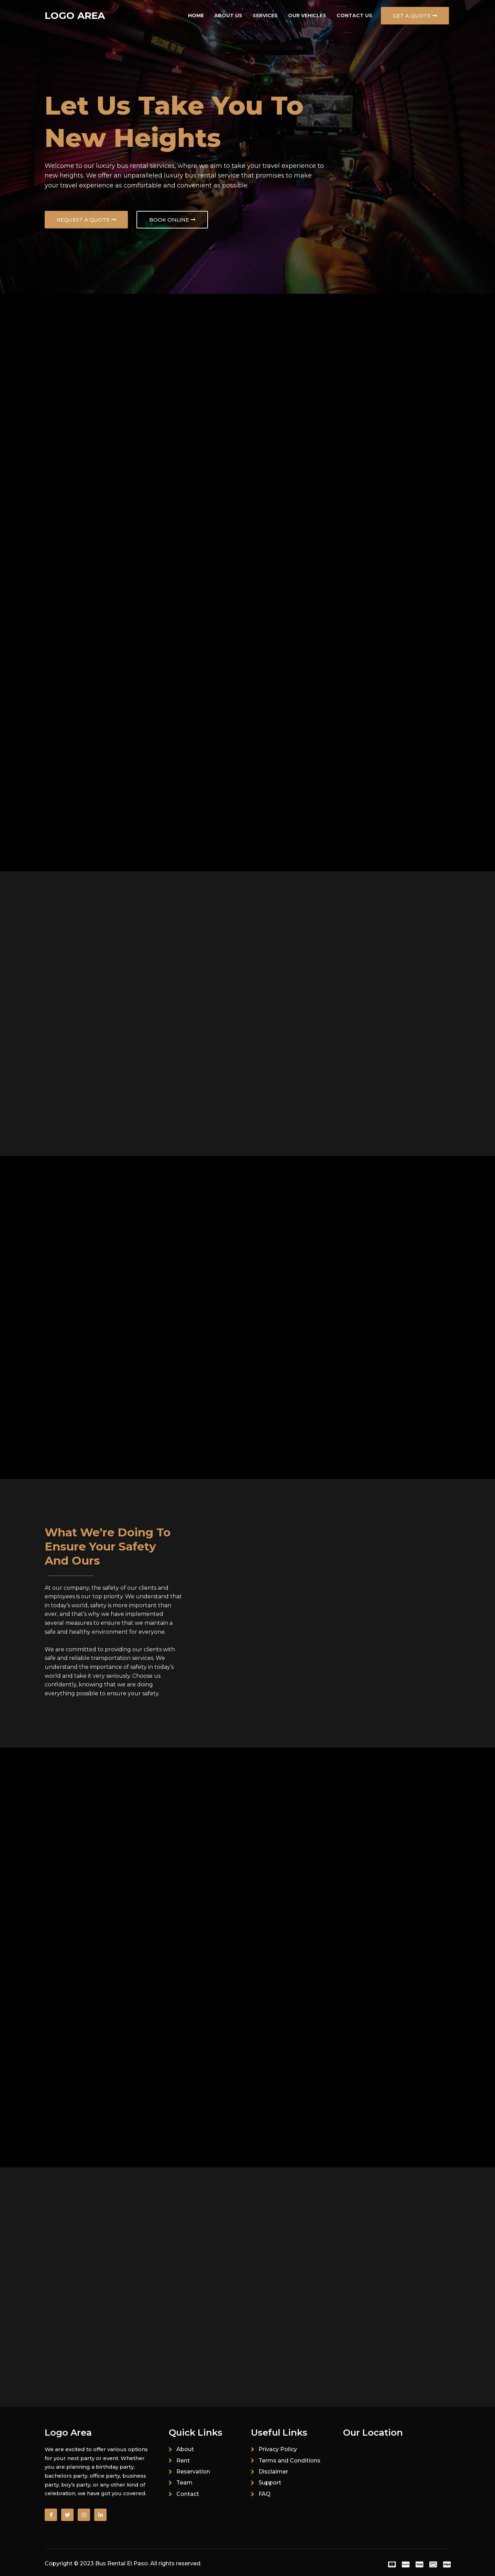 LOGO AREA
HOME ABOUT US SERVICES OUR VEHICLES CONTACT US GET A QUOTE
Let Us Take You To
New Heights
Welcome to our luxury bus rental services, where we aim to take your travel experience to
new heights. We offer an unparalleled luxury bus rental service that promises to make
your travel experience as comfortable and convenient as possible.
REQUEST A QUOTE BOOK ONLINE
What We're Doing To
Ensure Your Safety
And Ours
At our company, the safety of our clients and
employees is our top priority. We understand that
in today's world, safety is more important than
ever, and that's why we have implemented
several measures to ensure that we maintain a
safe and healthy environment for everyone.
We are committed to providing our clients with
safe and reliable transportation services. We
understand the importance of safety in today's
world and take it very seriously. Choose us
confidently, knowing that we are doing
everything possible to ensure your safety.
Logo Area
We are excited to offer various options
for your next party or event. Whether
you are planning a birthday party,
bachelors party, office party, business
party, boy's party, or any other kind of
celebration, we have got you covered.
Quick Links
About
Rent
Reservation
Team
Contact
Useful Links
Privacy Policy
Terms and Conditions
Disclaimer
Support
FAQ
Our Location
Copyright © 2023 Bus Rental El Paso. All rights reserved.